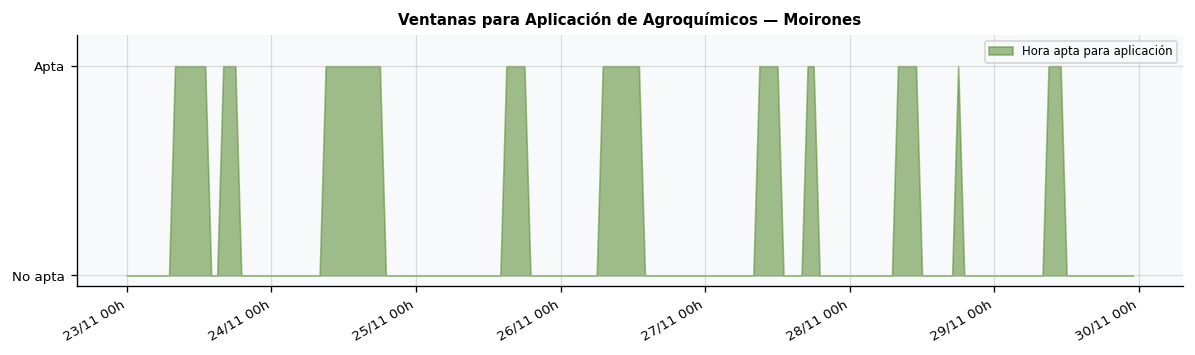 Ventanas para Aplicación de Agroquímicos — Moirones
Apta
Hora apta para aplicación
No apta
23/11 00h
24/11 00h
25/11 00h
26/11 00h
27/11 00h
28/11 00h
29/11 00h
30/11 00h